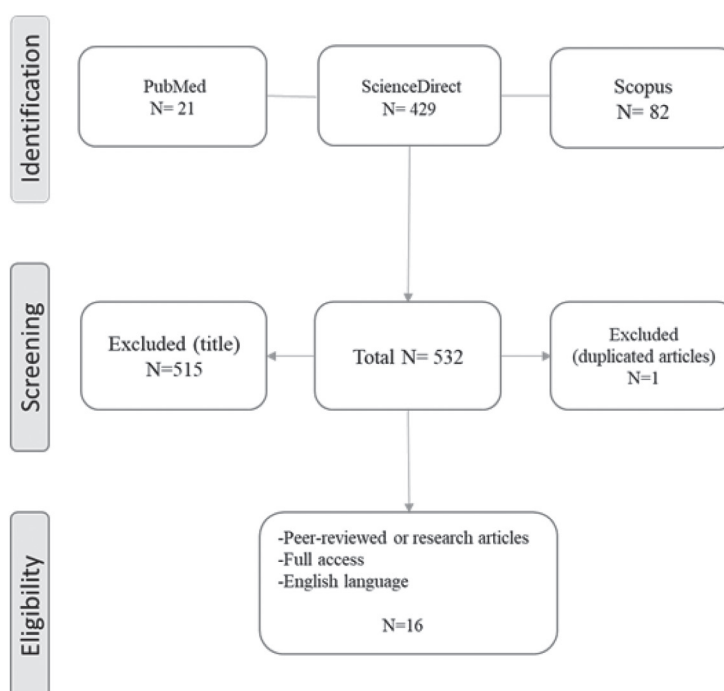 Identification
PubMed
N= 21
ScienceDirect
N= 429
Scopus
N= 82
Screening
Excluded (title)
N=515
Total N= 532
Excluded
(duplicated articles)
N=1
Eligibility
-Peer-reviewed or research articles
-Full access
-English language
N=16